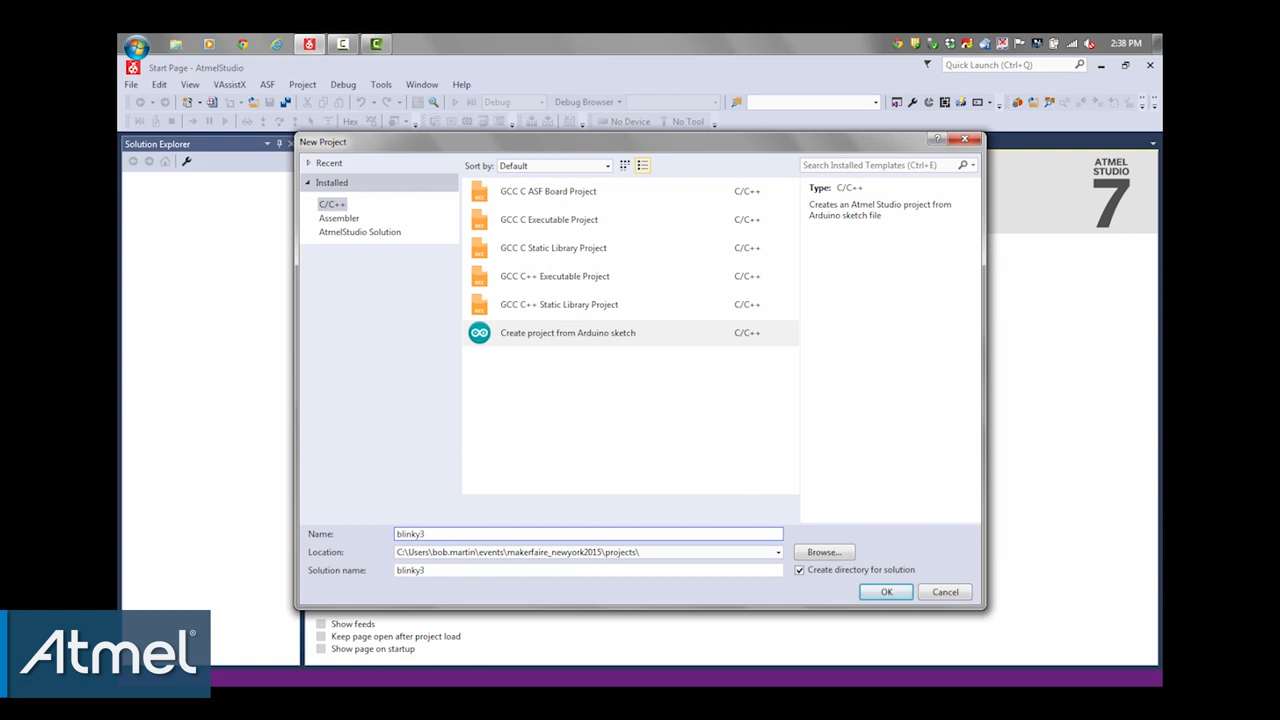 2:38 PM
Start Page - AtmelStudio
Quick Launch (Ctrl+Q)
File Edit View VAssistX ASF Project Debug Tools Window Help
Debug Debug Browser
Hex No Device No Tool
Solution Explorer
New Project
ATMEL
STUDIO
7
Recent
Sort by: Default
Search Installed Templates (Ctrl+E)
Installed
C/C++
Assembler
AtmelStudio Solution
GCC C ASF Board Project C/C++
GCC C Executable Project C/C++
GCC C Static Library Project C/C++
GCC C++ Executable Project C/C++
GCC C++ Static Library Project C/C++
Create project from Arduino sketch C/C++
Type: C/C++
Creates an Atmel Studio project from
Arduino sketch file
Name: blinky3
Location: C:\Users\bob.martin\events\makerfaire_newyork2015\projects\ Browse...
Solution name: blinky3 Create directory for solution
OK Cancel
Show feeds
Keep page open after project load
Show page on startup
Atmel®